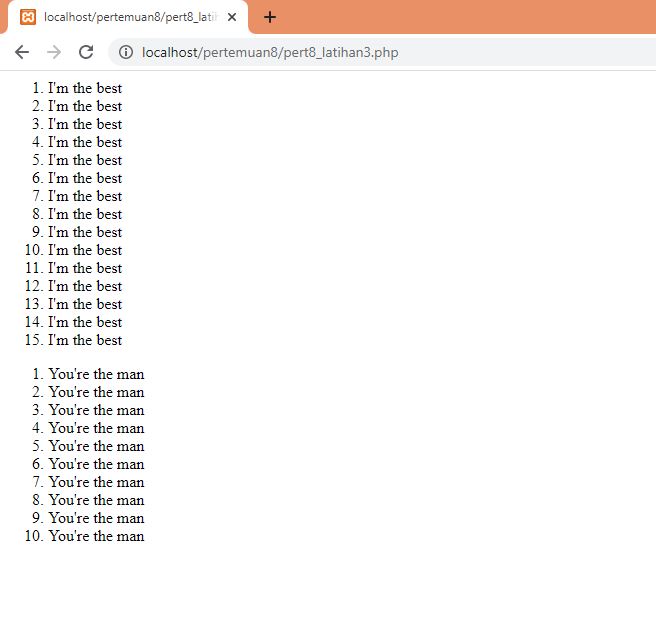 localhost/pertemuan8/pert8_lati
localhost/pertemuan8/pert8_latihan3.php
1. I'm the best
2. I'm the best
3. I'm the best
4. I'm the best
5. I'm the best
6. I'm the best
7. I'm the best
8. I'm the best
9. I'm the best
10. I'm the best
11. I'm the best
12. I'm the best
13. I'm the best
14. I'm the best
15. I'm the best
1. You're the man
2. You're the man
3. You're the man
4. You're the man
5. You're the man
6. You're the man
7. You're the man
8. You're the man
9. You're the man
10. You're the man